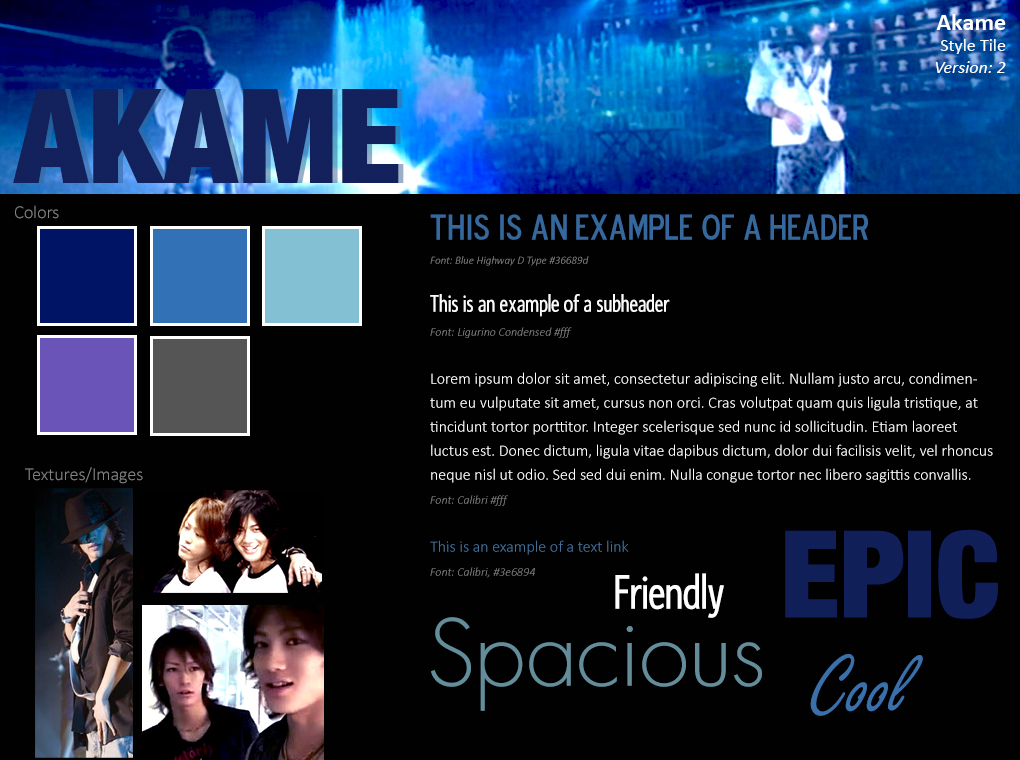 Akame
Style Tile
Version: 2
AKAME
Colors
THIS IS AN EXAMPLE OF A HEADER
Font: Blue Highway D Type #36689d
This is an example of a subheader
Font: Ligurino Condensed #fff
Lorem ipsum dolor sit amet, consectetur adipiscing elit. Nullam justo arcu, condimen-
tum eu vulputate sit amet, cursus non orci. Cras volutpat quam quis ligula tristique, at
tincidunt tortor porttitor. Integer scelerisque sed nunc id sollicitudin. Etiam laoreet
luctus est. Donec dictum, ligula vitae dapibus dictum, dolor dui facilisis velit, vel rhoncus
neque nisl ut odio. Sed sed dui enim. Nulla congue tortor nec libero sagittis convallis.
Font: Calibri #fff
Textures/Images
This is an example of a text link
Font: Calibri, #3e6894
Friendly
EPIC
Spacious
Cool